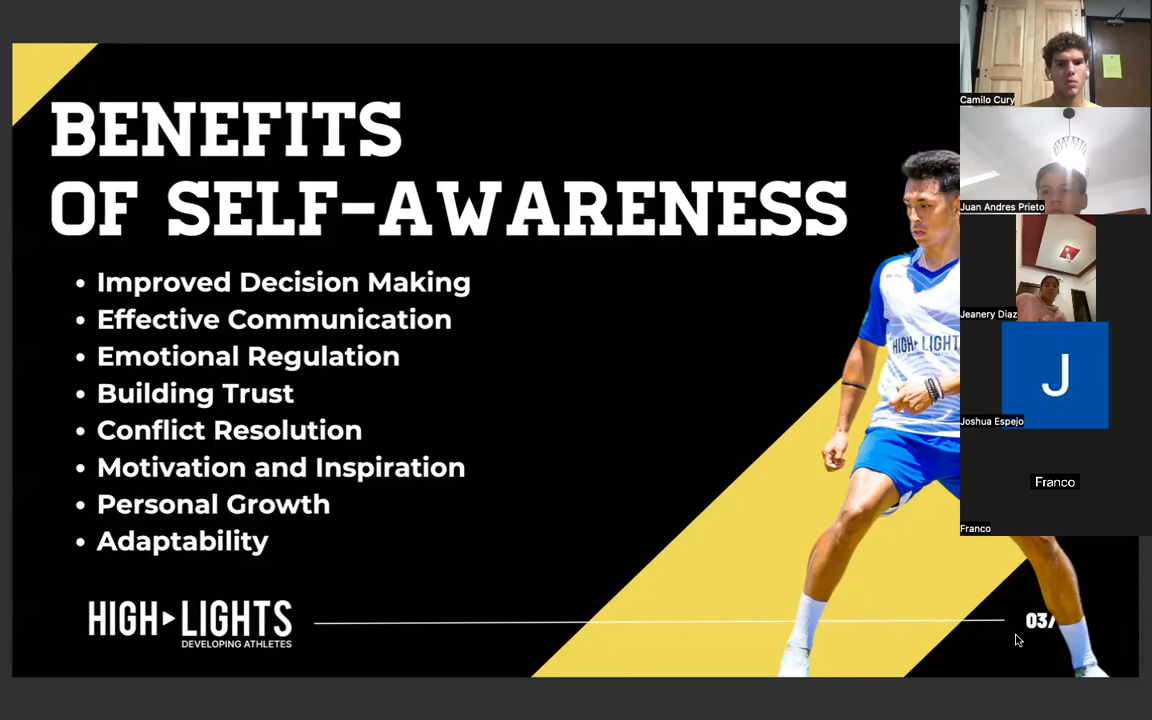 BENEFITS
OF SELF-AWARENESS
• Improved Decision Making
• Effective Communication
• Emotional Regulation
• Building Trust
• Conflict Resolution
• Motivation and Inspiration
• Personal Growth
• Adaptability
HIGH LIGHTS
DEVELOPING ATHLETES
03/
HIGH LIGHT
Camilo Cury
Juan Andres Prieto
Jeanery Diaz
J
Joshua Espejo
Franco
Franco